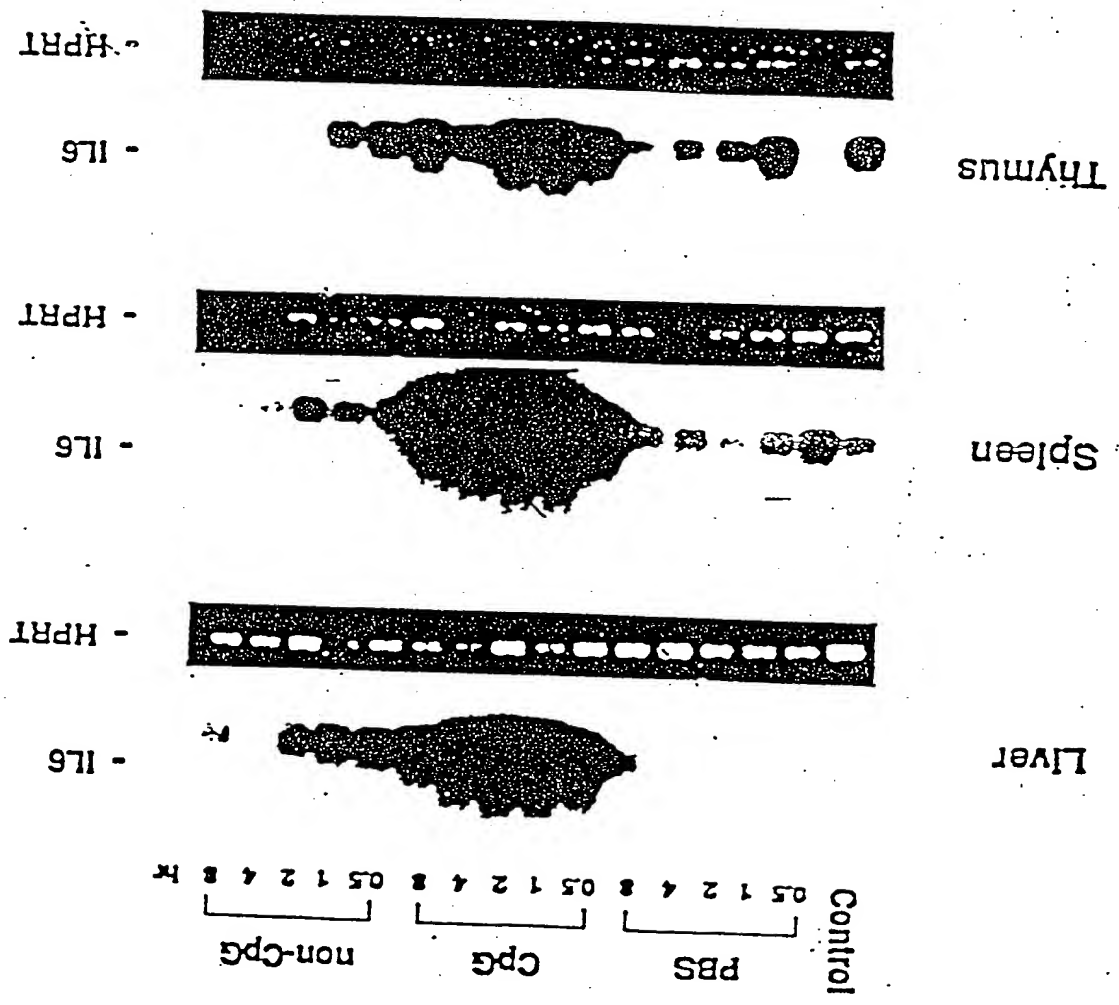 Control
PBS CpG non-CpG
0.5 1 2 4 8 0.5 1 2 4 8 0.5 1 2 4 8 hr
Liver - IL6
- HPRT
Spleen - IL6
- HPRT
Thymus - IL6
- HPRT